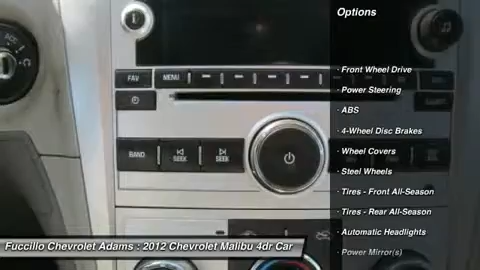 Options
ACC
FAV
MENU
BAND
SEEK
SEEK
· Front Wheel Drive
· Power Steering
· ABS
· 4-Wheel Disc Brakes
· Wheel Covers
· Steel Wheels
· Tires - Front All-Season
· Tires - Rear All-Season
· Automatic Headlights
· Power Mirror(s)
Fuccillo Chevrolet Adams : 2012 Chevrolet Malibu 4dr Car